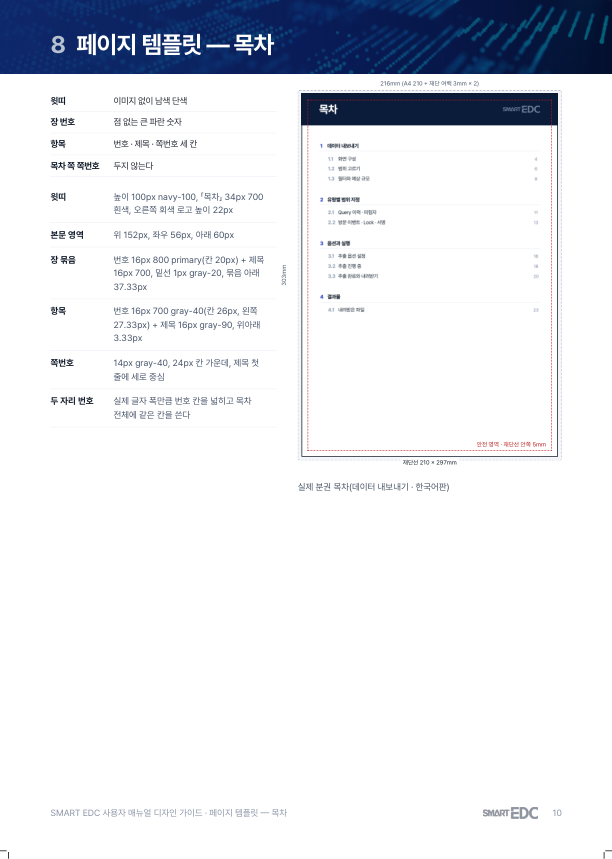 8 페이지 템플릿 — 목차
윗띠 이미지 없이 남색 단색
장 번호 점 없는 큰 파란 숫자
항목 번호 · 제목 · 쪽번호 세 칸
목차 쪽 쪽번호 두지 않는다
윗띠 높이 100px navy-100, 「목차」 34px 700
흰색, 오른쪽 회색 로고 높이 22px
본문 영역 위 152px, 좌우 56px, 아래 60px
장 묶음 번호 16px 800 primary(칸 20px) + 제목
16px 700, 밑선 1px gray-20, 묶음 아래
37.33px
항목 번호 16px 700 gray-40(칸 26px, 왼쪽
27.33px) + 제목 16px gray-90, 위아래
3.33px
쪽번호 14px gray-40, 24px 칸 가운데, 제목 첫
줄에 세로 중심
두 자리 번호 실제 글자 폭만큼 번호 칸을 넓히고 목차
전체에 같은 칸을 쓴다
216mm (A4 210 + 재단 여백 3mm × 2)
303mm
목차
SMART EDC
1 데이터 내보내기
1.1 화면 구성 4
1.2 범위 고르기 6
1.3 필터와 예상 규모 8
2 유형별 범위 지정
2.1 Query 이력 · 미참자 11
2.2 방문 이벤트 · Lock · 서명 13
3 옵션과 실행
3.1 추출 옵션 설정 16
3.2 추출 진행 중 18
3.3 추출 완료와 내려받기 20
4 결과물
4.1 내려받은 파일 23
안전 영역 · 재단선 안쪽 5mm
재단선 210 × 297mm
실제 분권 목차(데이터 내보내기 · 한국어판)
SMART EDC 사용자 매뉴얼 디자인 가이드 · 페이지 템플릿 — 목차
SMART EDC 10